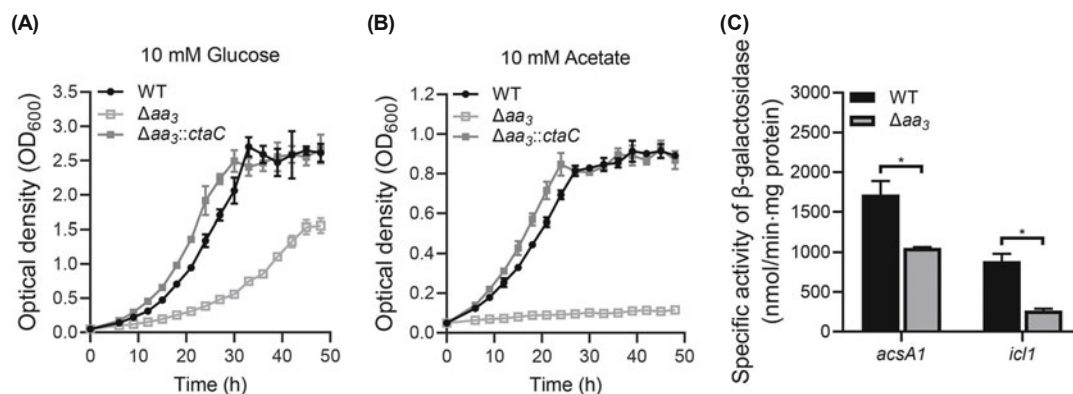 (A)
10 mM Glucose
WT
Δaa3
Δaa3::ctaC
Optical density (OD600)
3.5
3.0
2.5
2.0
1.5
1.0
0.5
0.0
0 10 20 30 40 50
Time (h)
(B)
10 mM Acetate
WT
Δaa3
Δaa3::ctaC
Optical density (OD600)
1.2
1.0
0.8
0.6
0.4
0.2
0.0
0 10 20 30 40 50
Time (h)
(C)
WT
Δaa3
Specific activity of β-galactosidase
(nmol/min·mg protein)
3000
2500
2000
1500
1000
500
0
*
*
acsA1 icl1